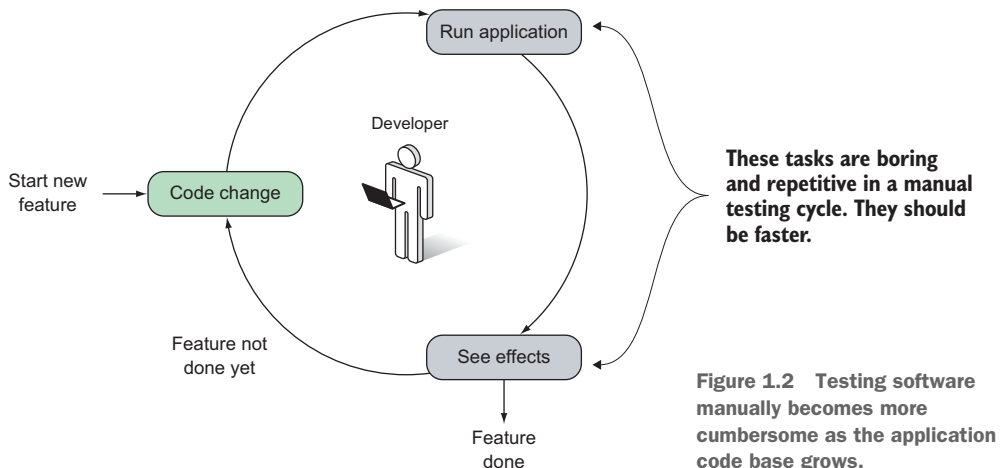 Run application
Developer
Start new
feature
Code change
These tasks are boring
and repetitive in a manual
testing cycle. They should
be faster.
Feature not
done yet
See effects
Feature
done
Figure 1.2 Testing software
manually becomes more
cumbersome as the application
code base grows.